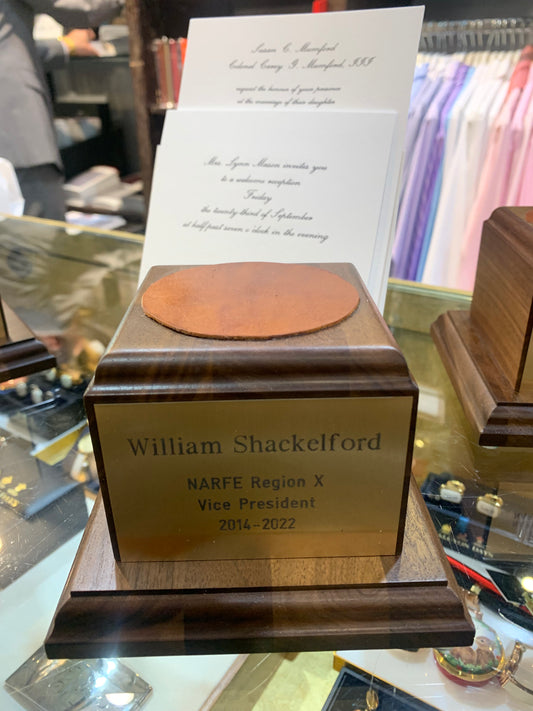 Susan C. Mumford
Colonel Carey G. Mumford, III
request the honour of your presence
at the marriage of their daughter
Mrs. Lynn Mason invites you
to a welcome reception
Friday
the twenty-third of September
at half past seven o'clock in the evening
William Shackelford
NARFE Region X
Vice President
2014-2022